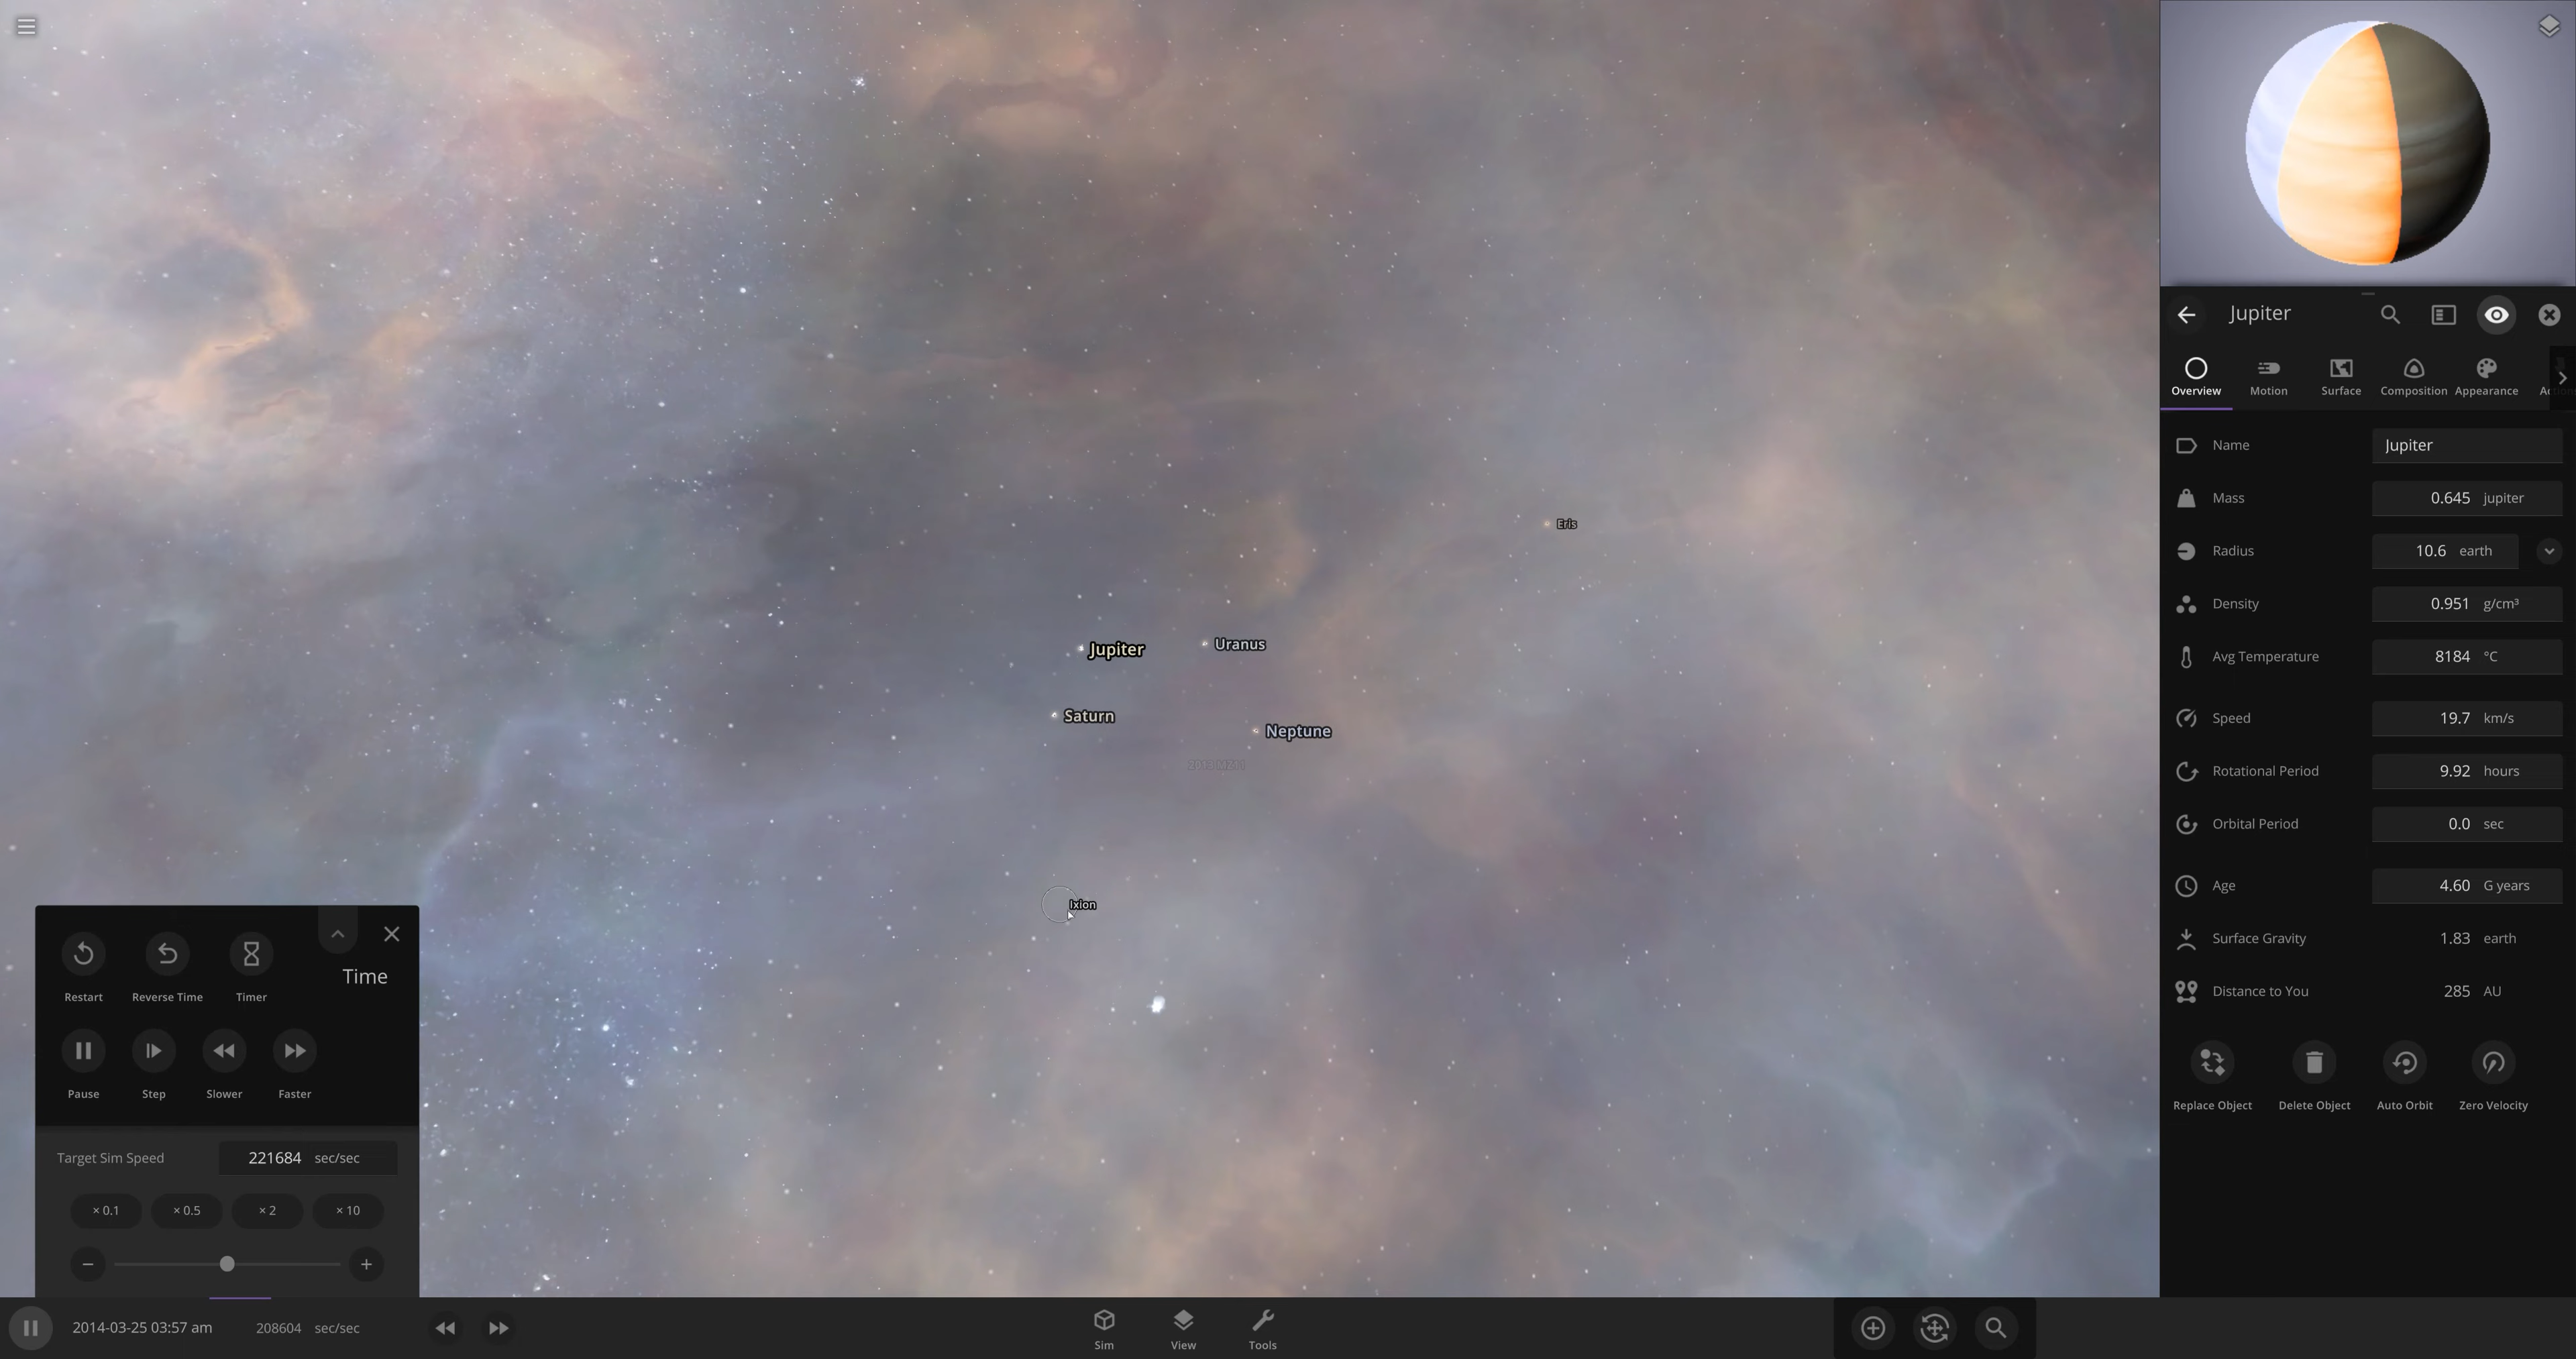 Jupiter
Overview
Motion
Surface
Composition
Appearance
Name
Jupiter
Mass
0.645 jupiter
Radius
10.6 earth
Density
0.951 g/cm³
Avg Temperature
8184 °C
Speed
19.7 km/s
Rotational Period
9.92 hours
Orbital Period
0.0 sec
Age
4.60 G years
Surface Gravity
1.83 earth
Distance to You
285 AU
Replace Object
Delete Object
Auto Orbit
Zero Velocity
Eris
Jupiter
Uranus
Saturn
Neptune
Ixion
Time
Restart
Reverse Time
Timer
Pause
Step
Slower
Faster
Target Sim Speed
221684 sec/sec
× 0.1
× 0.5
× 2
× 10
2014-03-25 03:57 am
208604 sec/sec
Sim
View
Tools